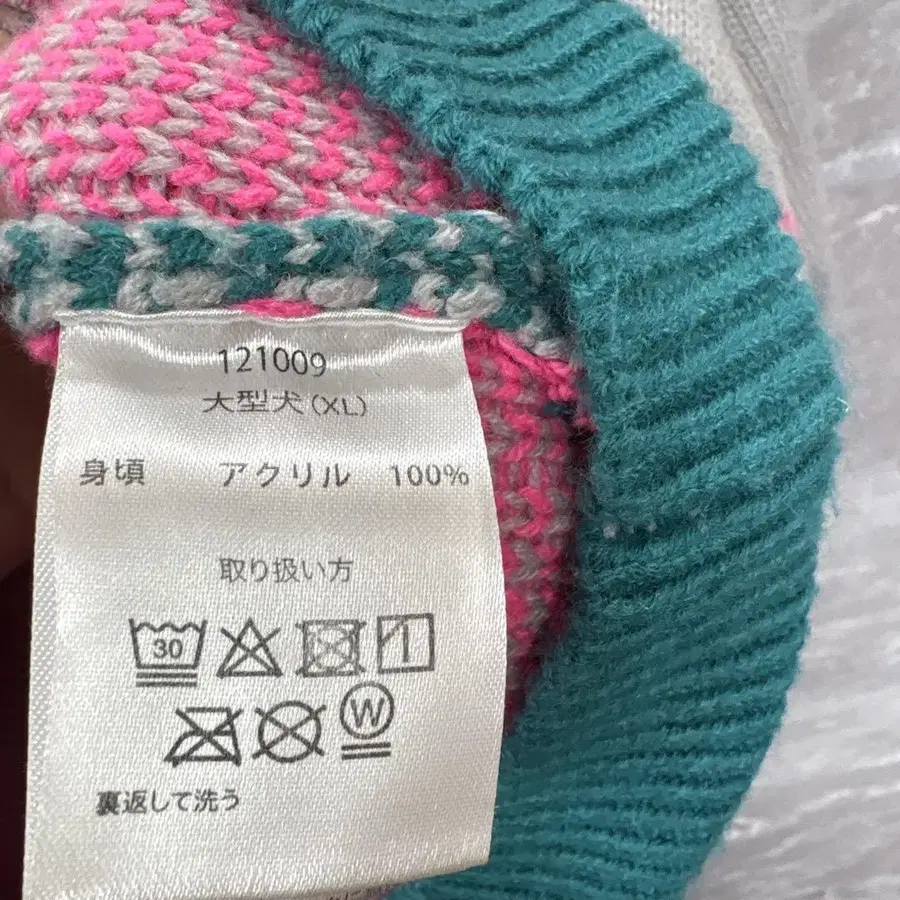 121009
大型犬(XL)
身頃 アクリル 100%
取り扱い方
30
W
裏返して洗う